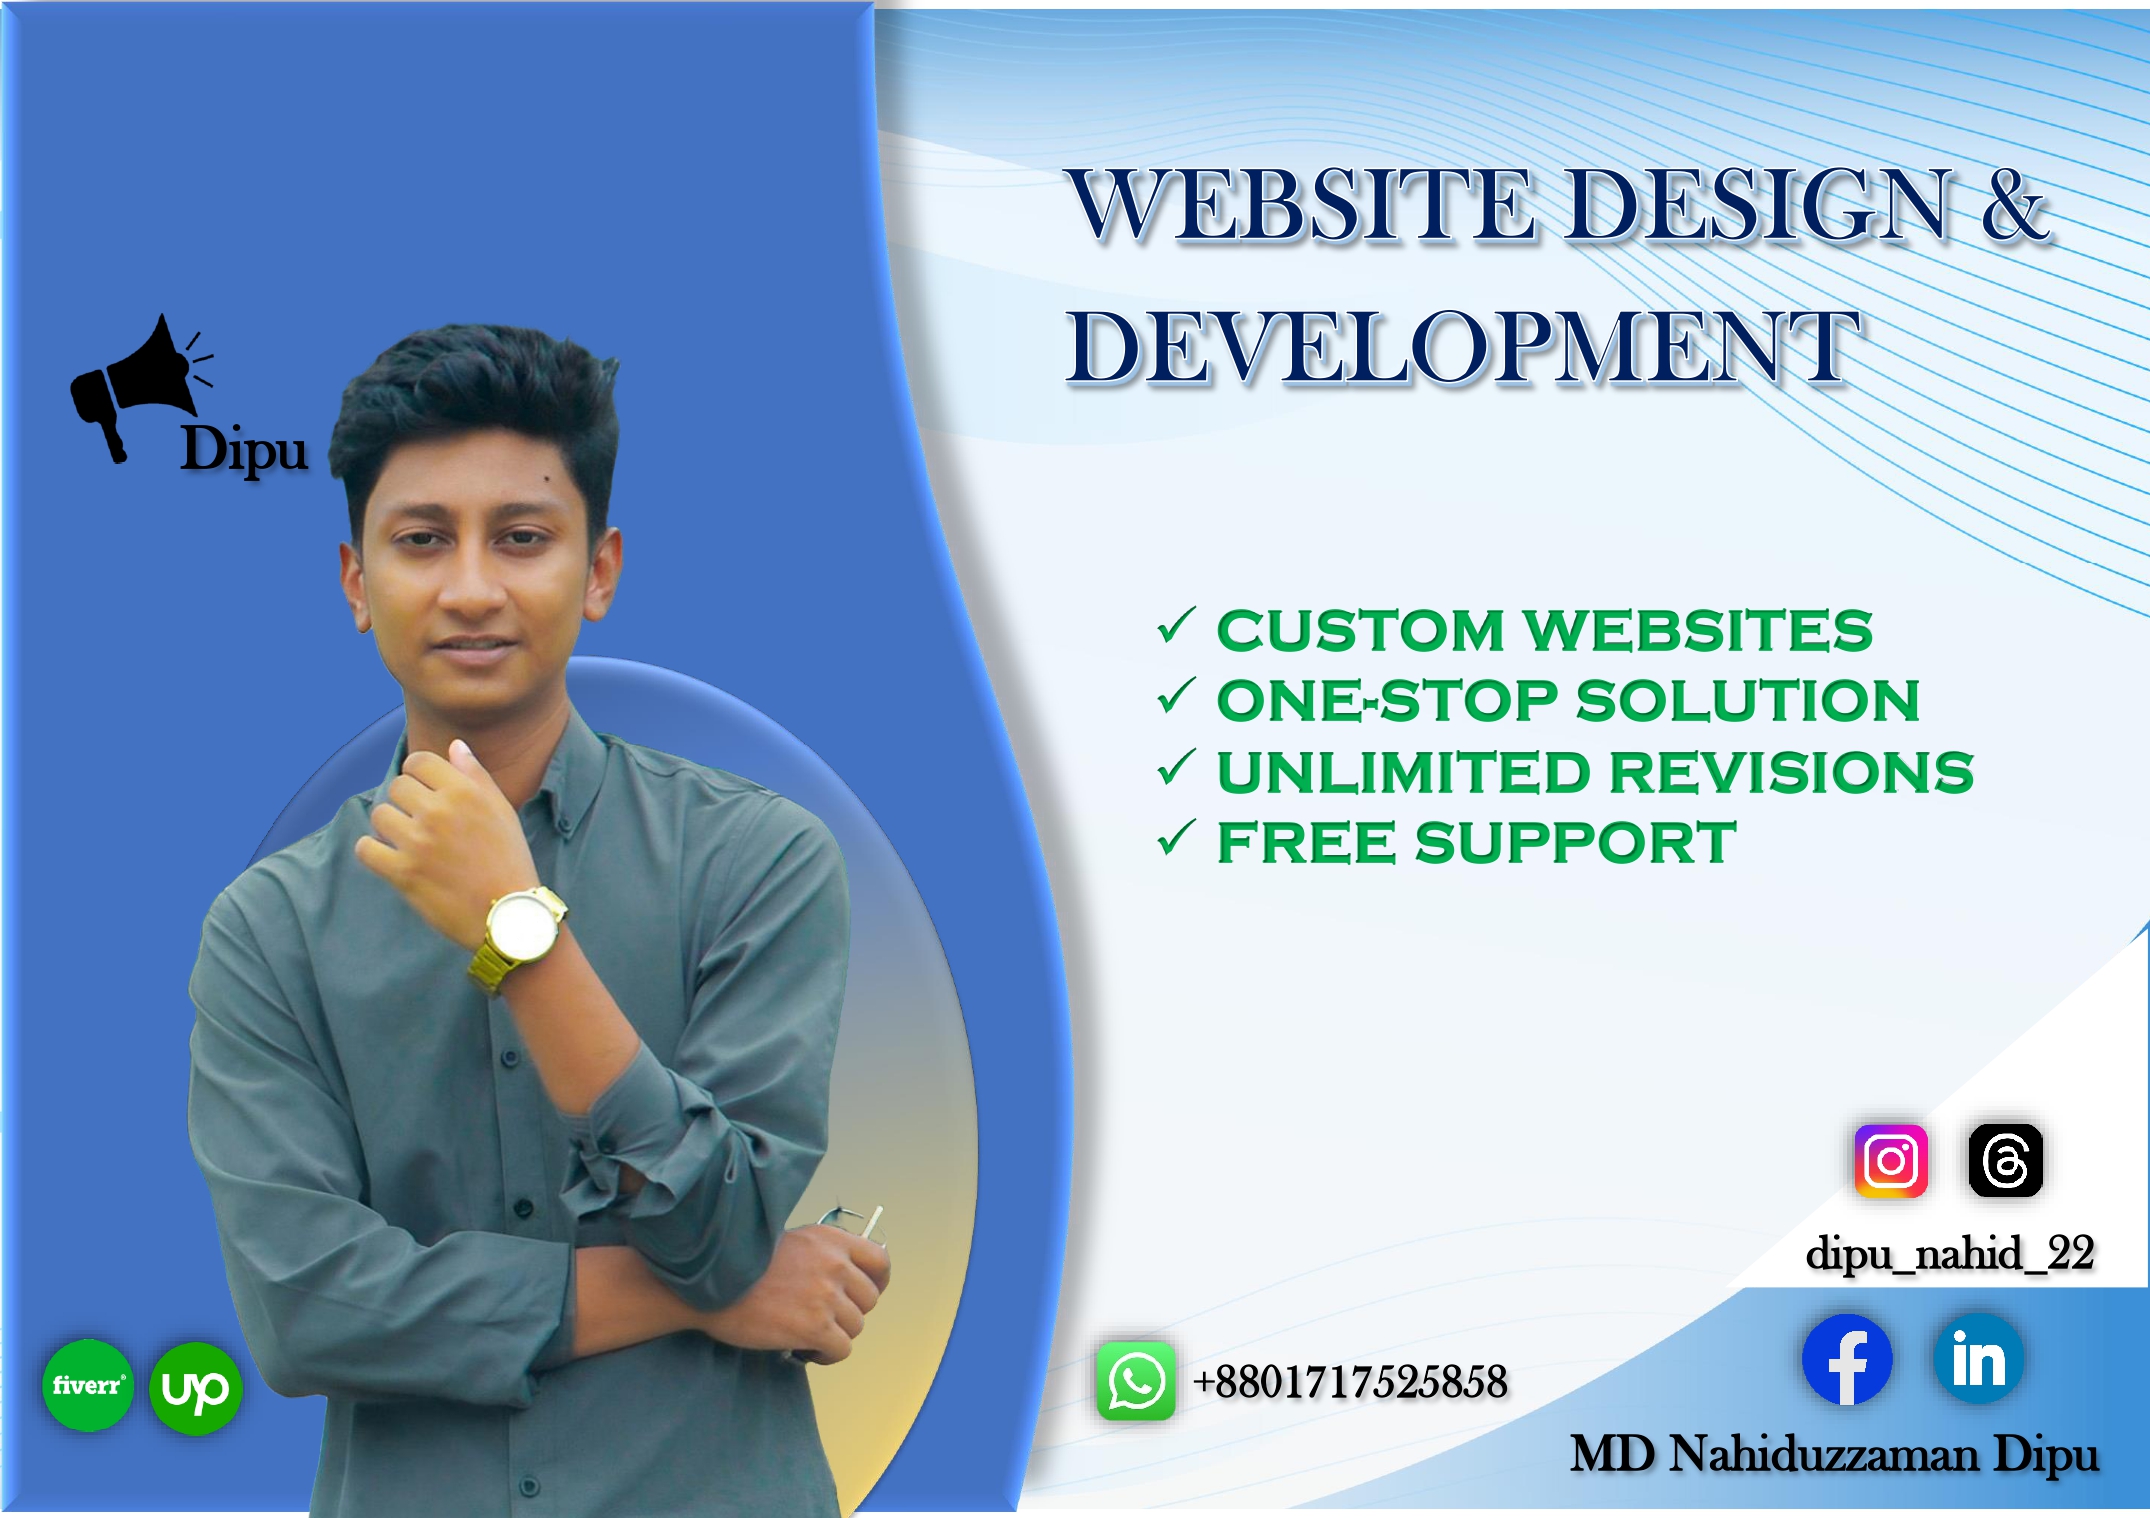 WEBSITE DESIGN &
DEVELOPMENT
Dipu
✓ CUSTOM WEBSITES
✓ ONE-STOP SOLUTION
✓ UNLIMITED REVISIONS
✓ FREE SUPPORT
dipu_nahid_22
fiverr
up
+8801717525858
f
in
MD Nahiduzzaman Dipu